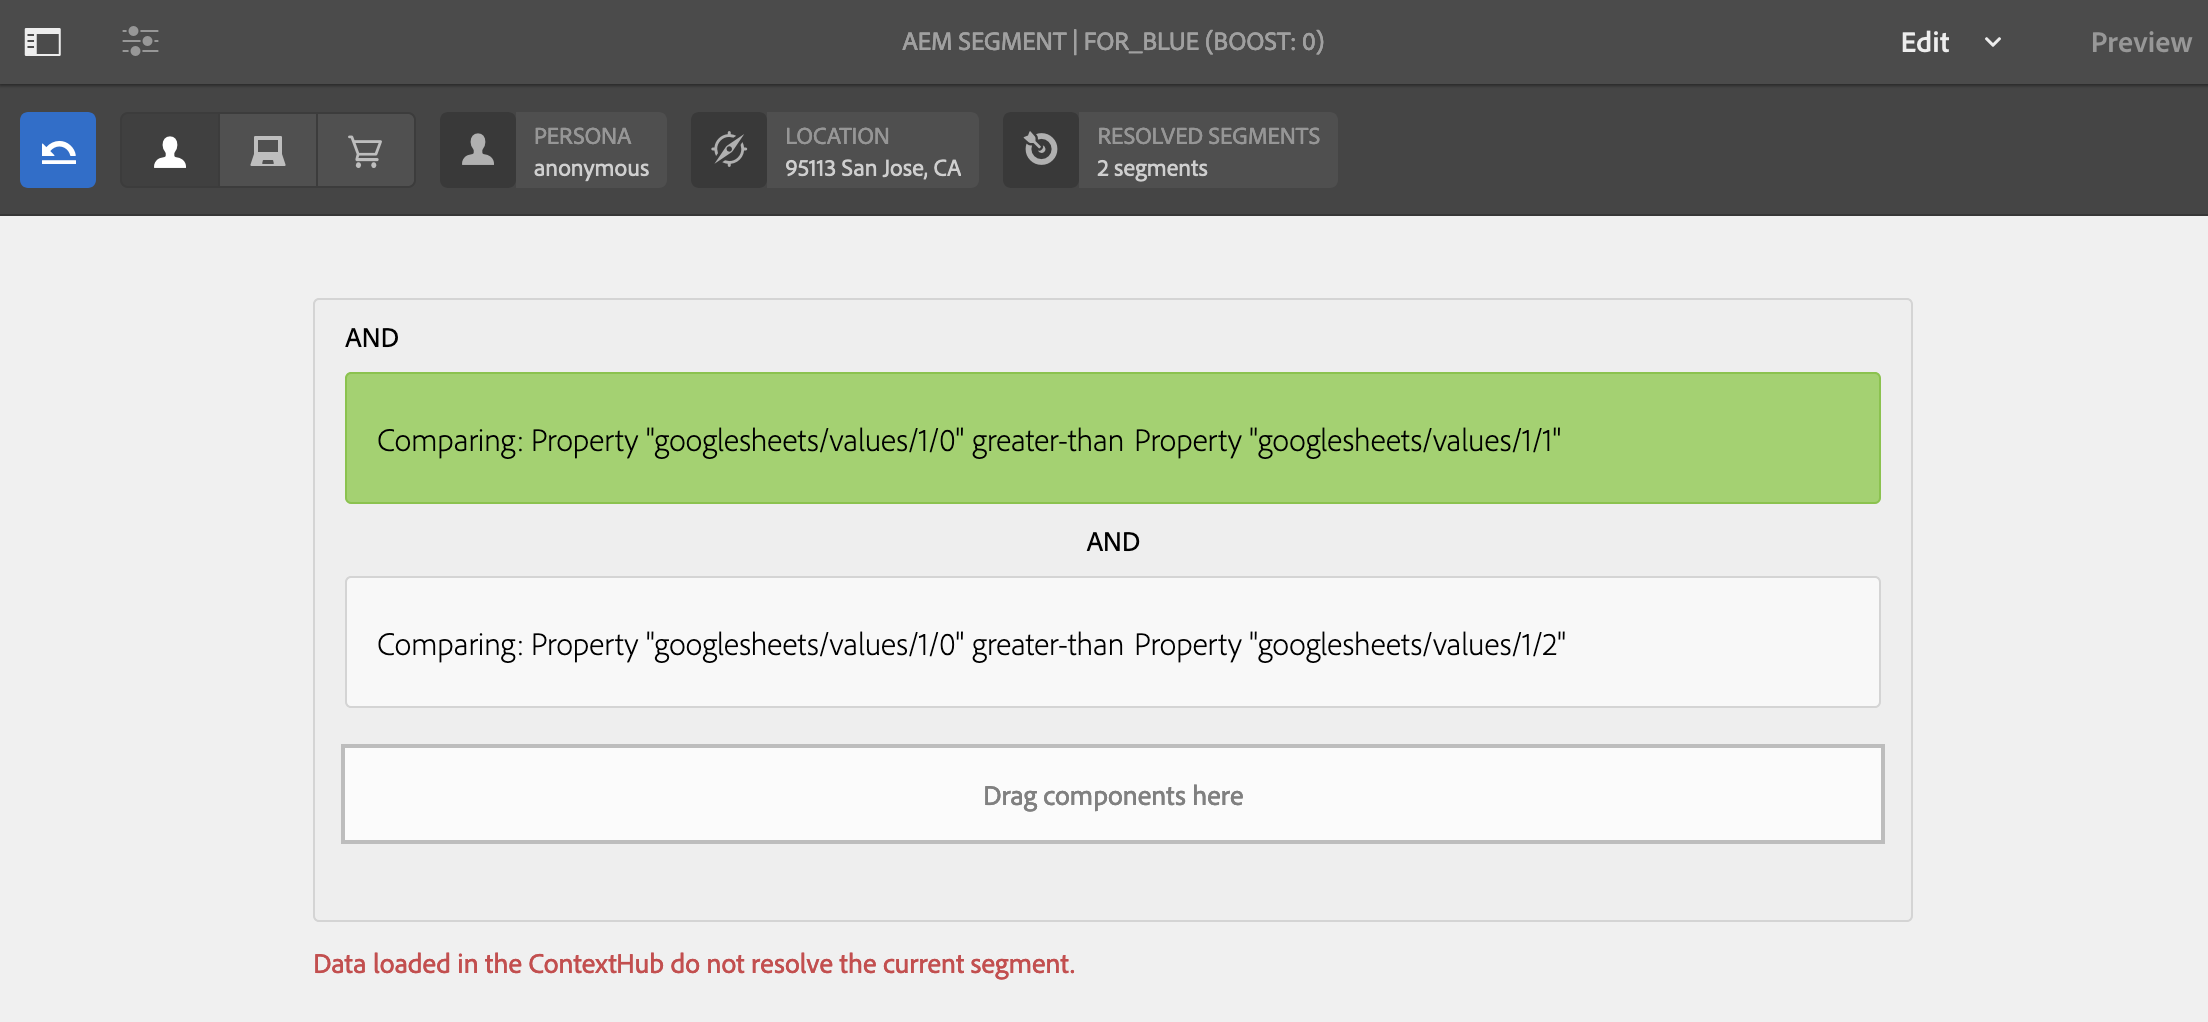 AEM SEGMENT | FOR_BLUE (BOOST: 0)
Edit
Preview
PERSONA
anonymous
LOCATION
95113 San Jose, CA
RESOLVED SEGMENTS
2 segments
AND
Comparing: Property "googlesheets/values/1/0" greater-than Property "googlesheets/values/1/1"
AND
Comparing: Property "googlesheets/values/1/0" greater-than Property "googlesheets/values/1/2"
Drag components here
Data loaded in the ContextHub do not resolve the current segment.